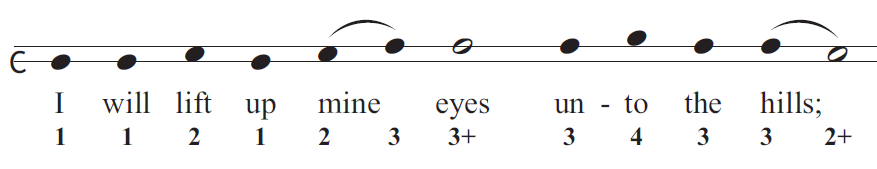 C
I will lift up mine eyes un - to the hills;
1 1 2 1 2 3 3+ 3 4 3 3 2+